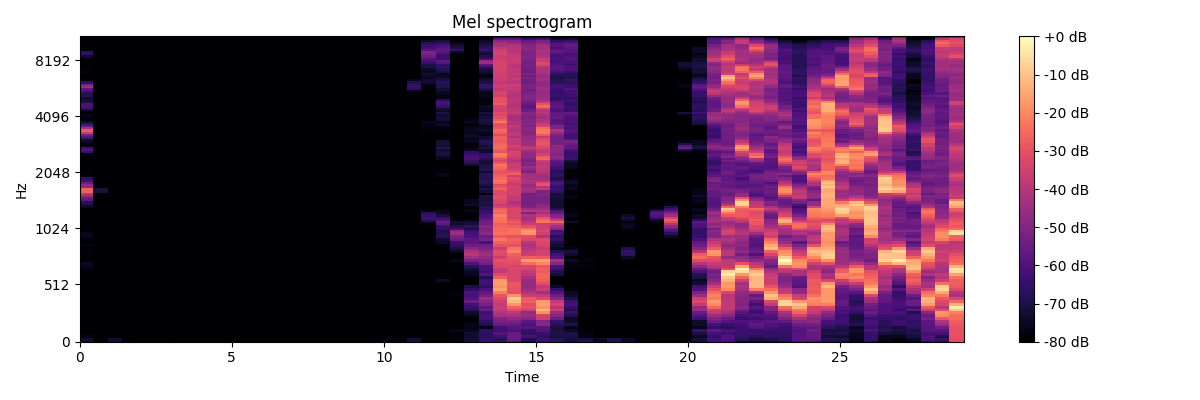 Mel spectrogram
+0 dB
8192
-10 dB
4096
-20 dB
-30 dB
2048
Hz
-40 dB
1024
-50 dB
-60 dB
512
-70 dB
0
-80 dB
0 5 10 15 20 25
Time